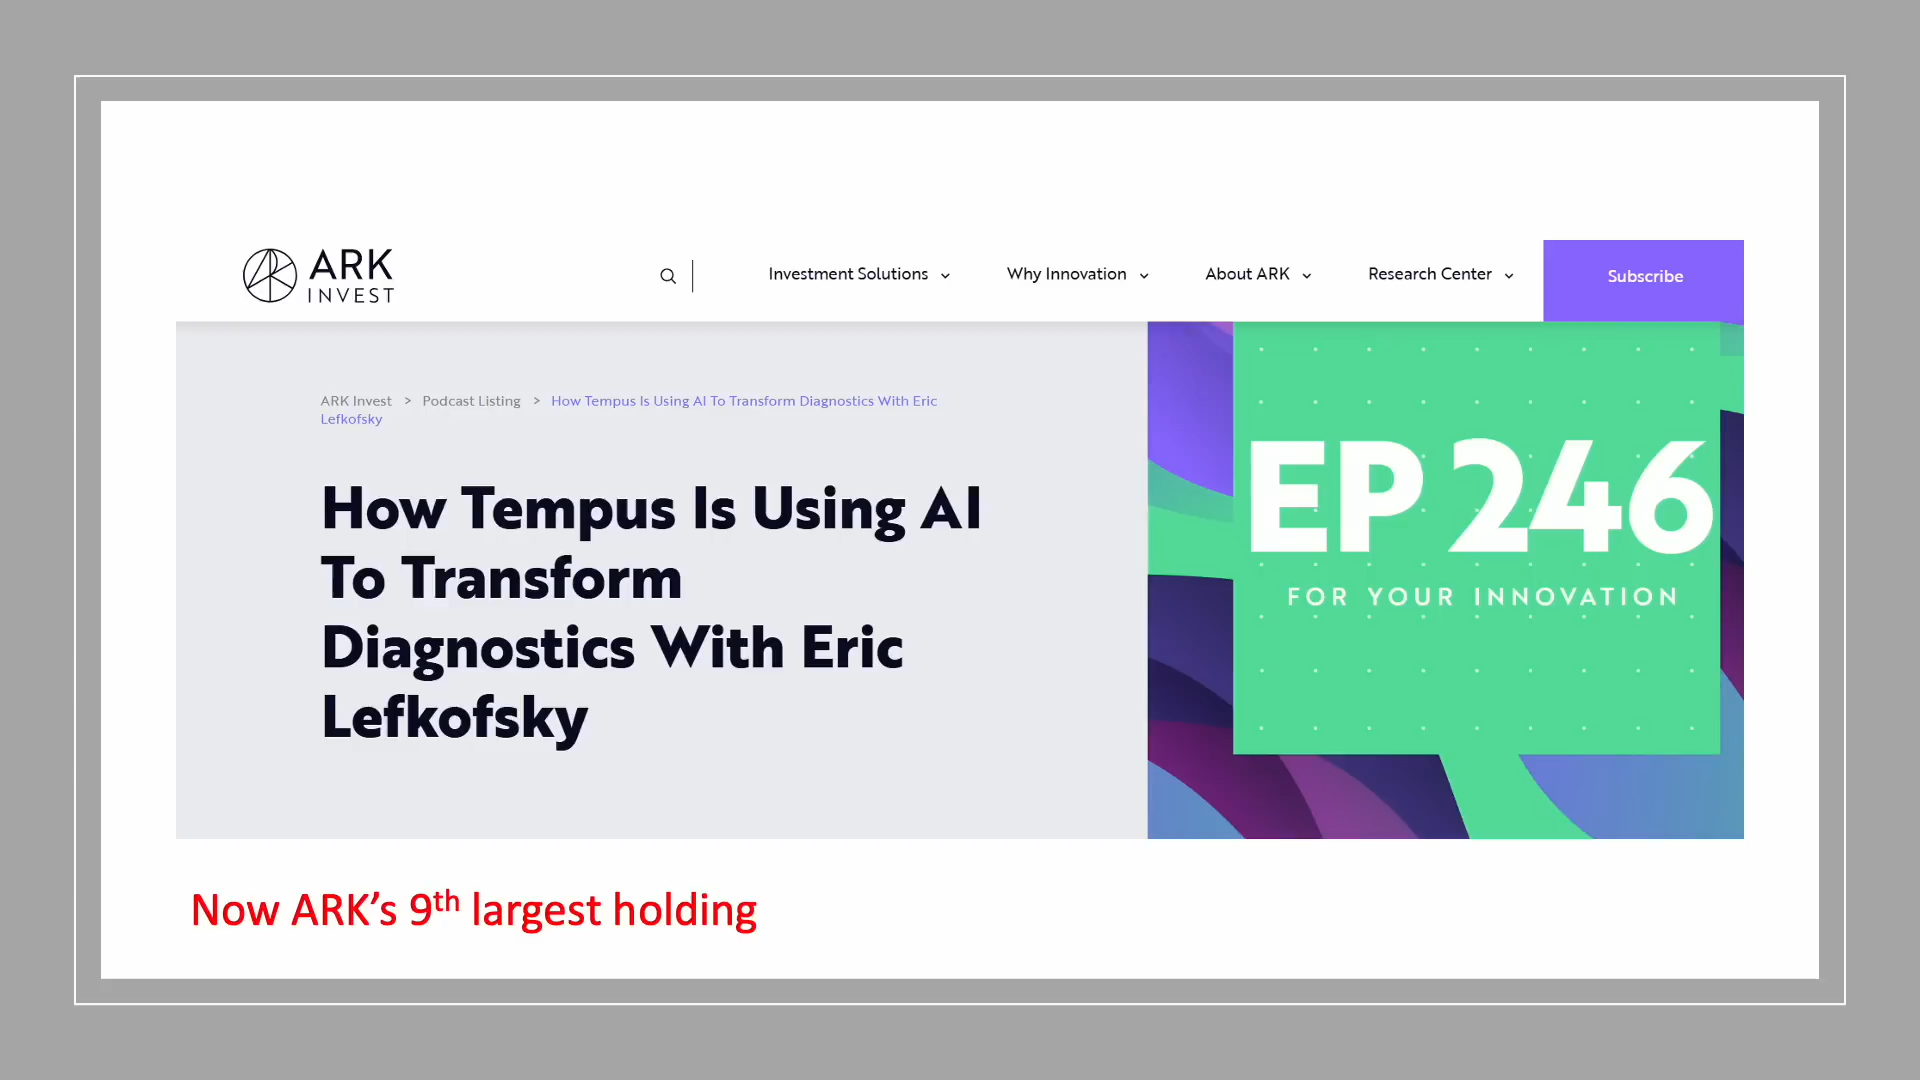 ARK
INVEST
Investment Solutions
Why Innovation
About ARK
Research Center
Subscribe
ARK Invest > Podcast Listing > How Tempus Is Using AI To Transform Diagnostics With Eric
Lefkofsky
How Tempus Is Using AI
To Transform
Diagnostics With Eric
Lefkofsky
EP 246
FOR YOUR INNOVATION
Now ARK’s 9th largest holding